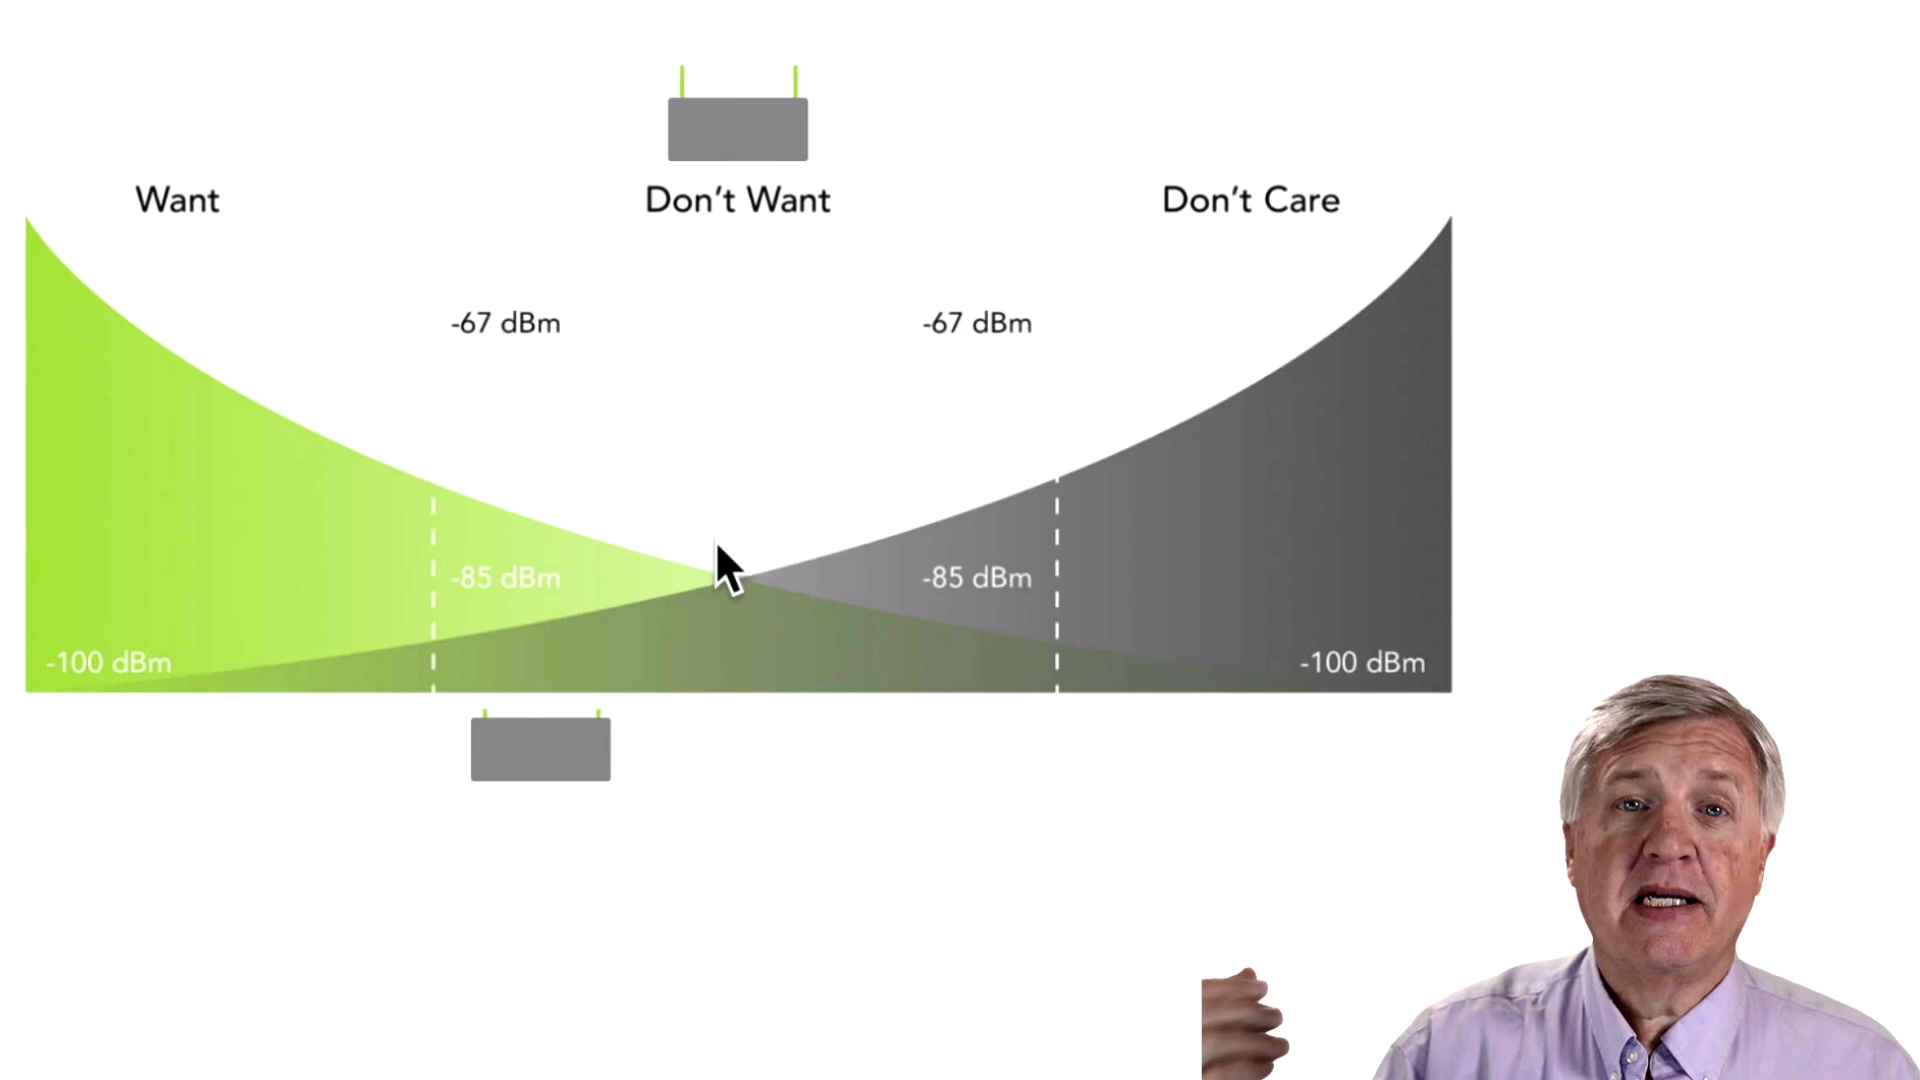 Want
Don't Want
Don't Care
-67 dBm
-67 dBm
-85 dBm
-85 dBm
-100 dBm
-100 dBm